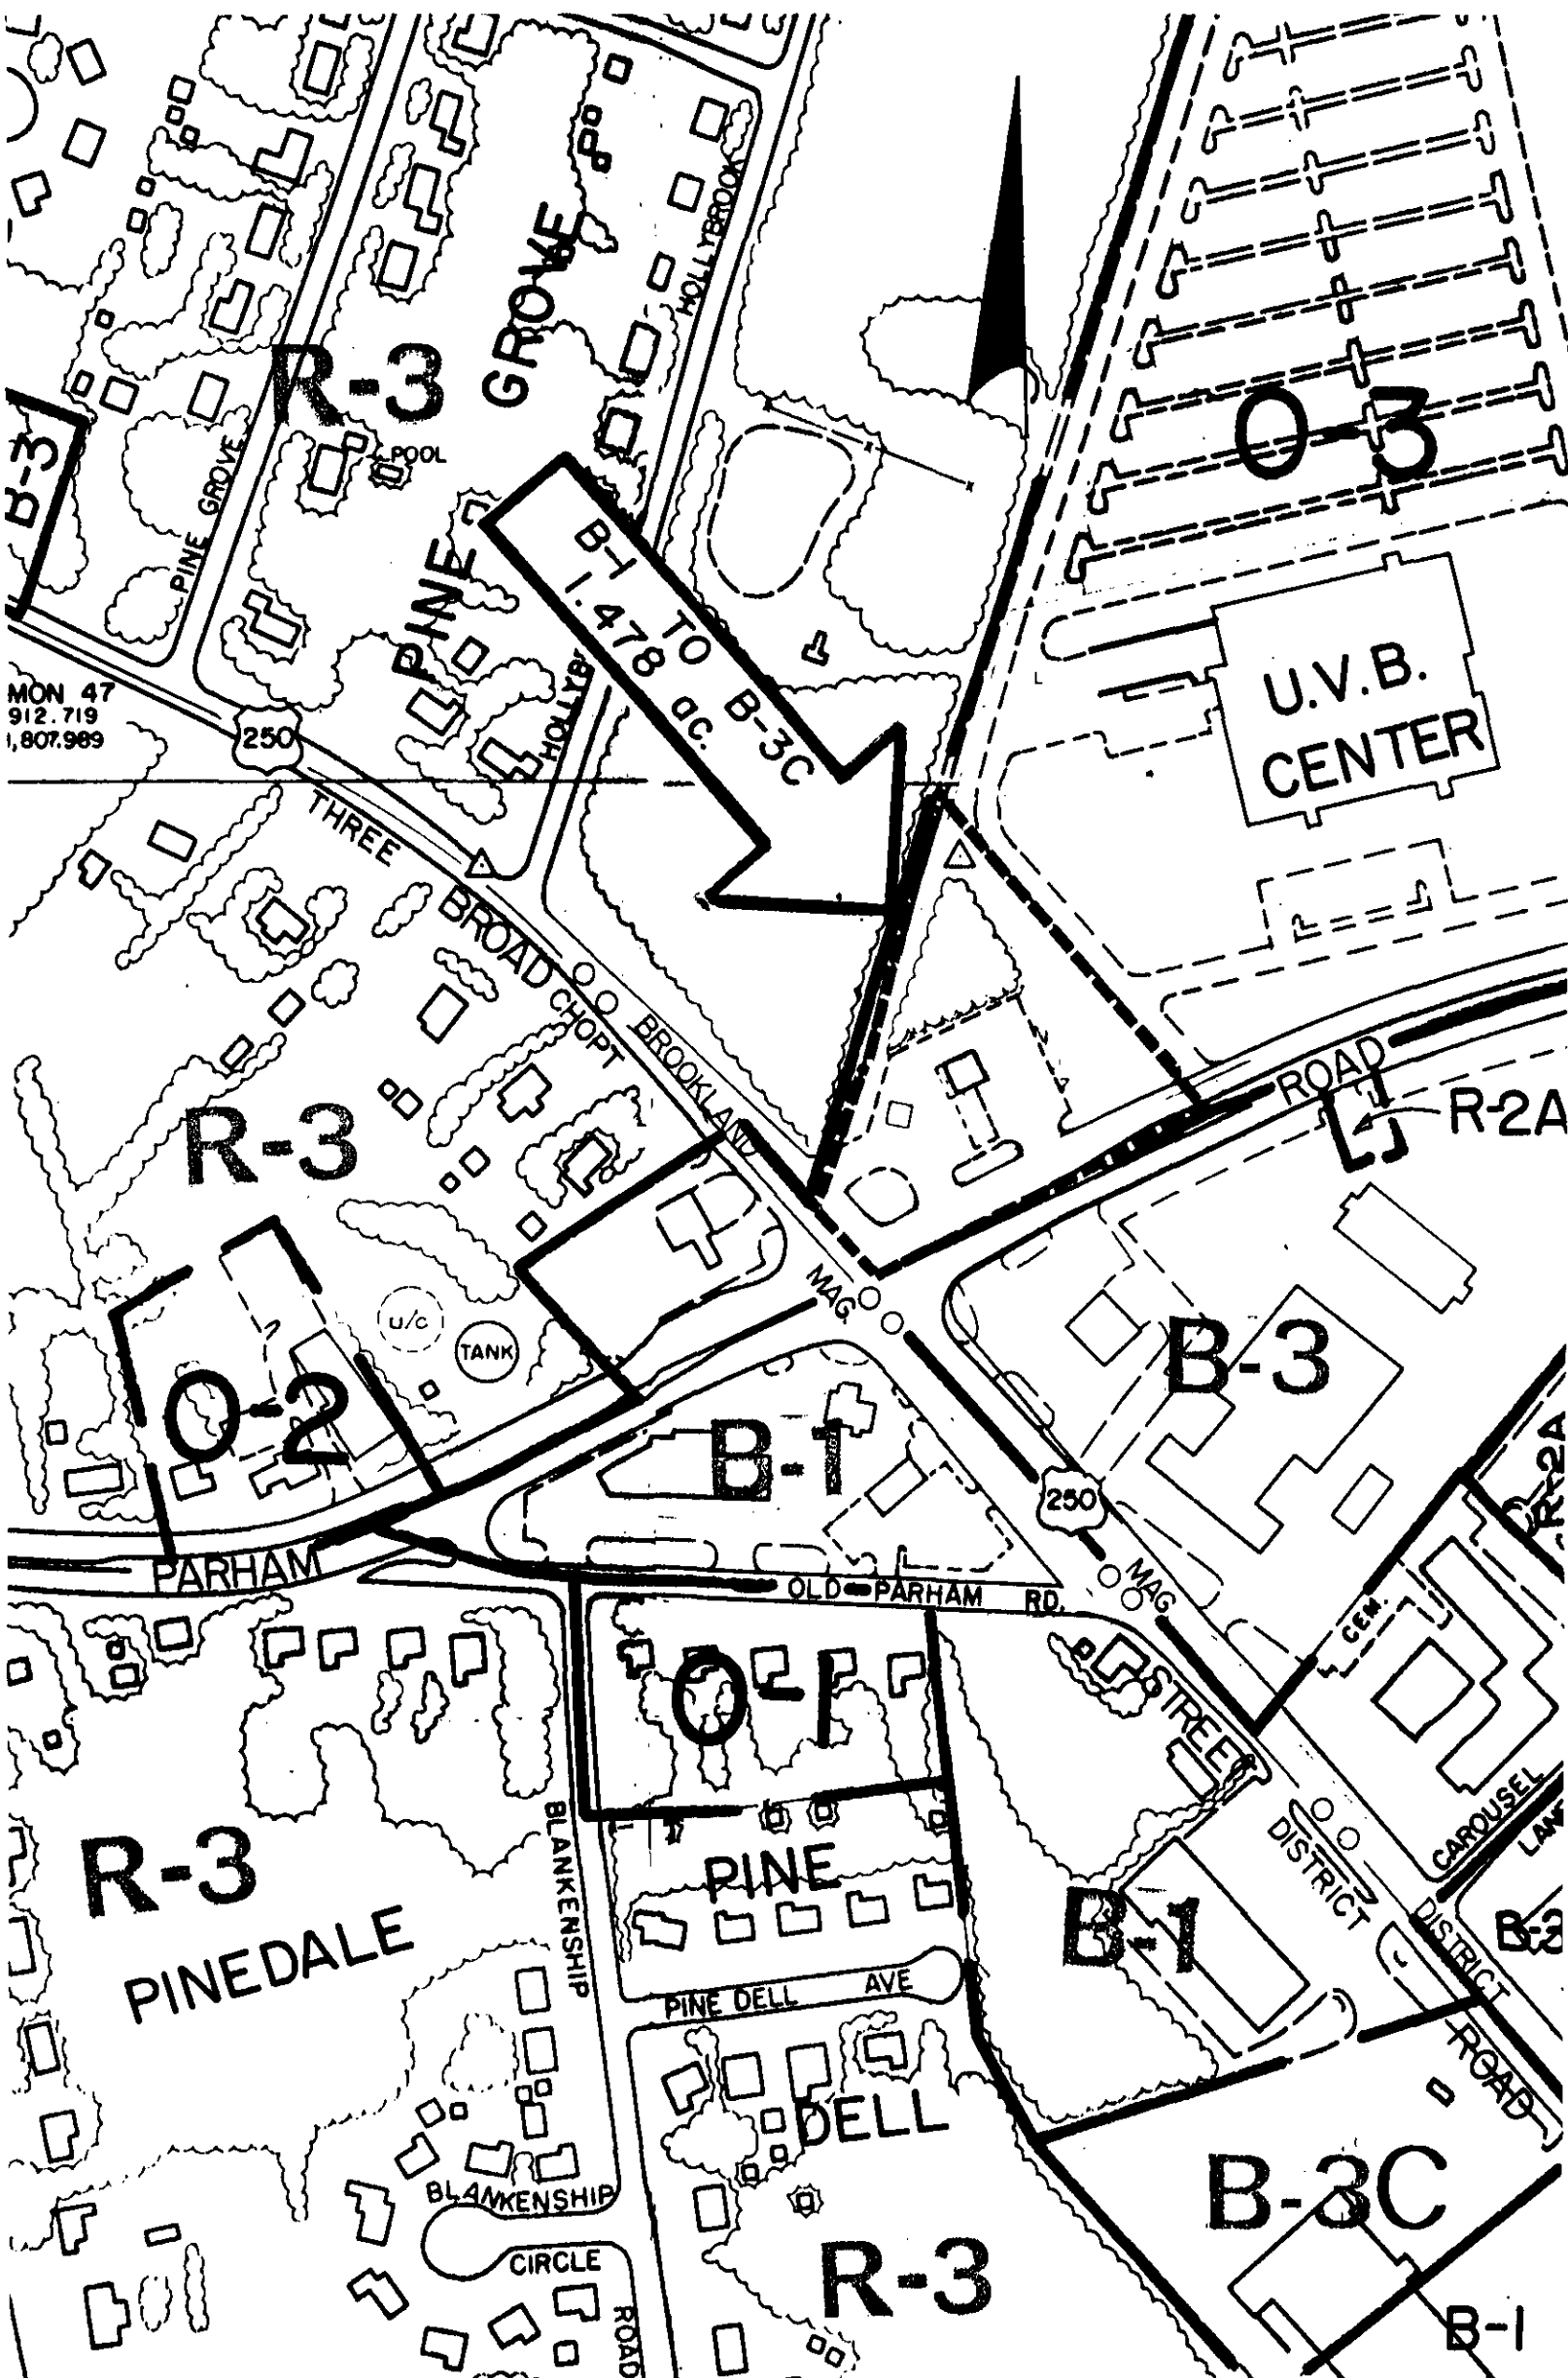 HOLLYBROOK
GROVE
R-3
O-3
B-3
POOL
PINE GROVE
PINE
B-1 TO B-3C
1.478 ac.
U.V.B.
CENTER
MON 47
912.719
1,807.989
250
THREE
BROAD
CHOPT
BROOKLAND
ROAD
R-2A
R-3
MAG
B-3
u/c
TANK
O-2
B-1
R-2A
250
MAG
PARHAM
OLD PARHAM RD.
CEM.
O-1
STREET
BLANKENSHIP
CAROUSEL
DISTRICT
R-3
PINE
PINEDALE
B-1
DISTRICT
PINE DELL AVE
ROAD
DELL
B-3C
BLANKENSHIP
CIRCLE
R-3
ROAD
B-1